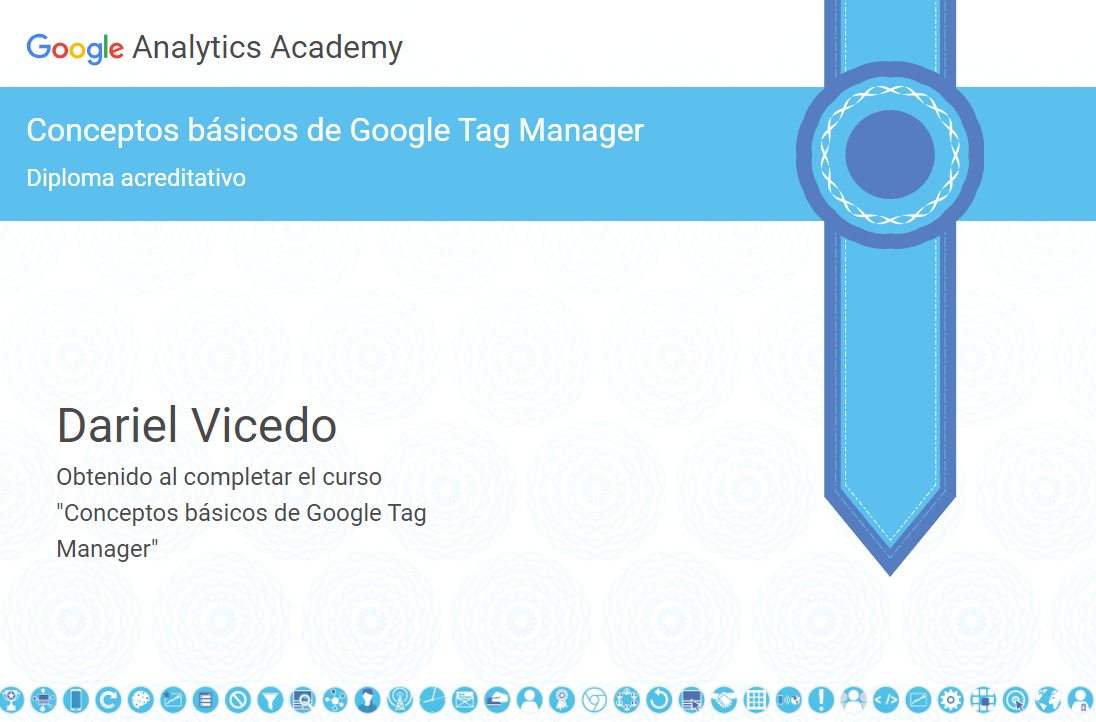 Google Analytics Academy
Conceptos básicos de Google Tag Manager
Diploma acreditativo
Dariel Vicedo
Obtenido al completar el curso
"Conceptos básicos de Google Tag
Manager"